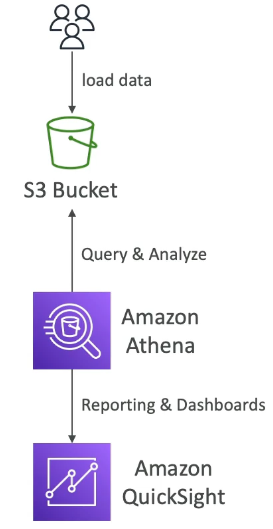 load data
S3 Bucket
Query & Analyze
Amazon
Athena
Reporting & Dashboards
Amazon
QuickSight